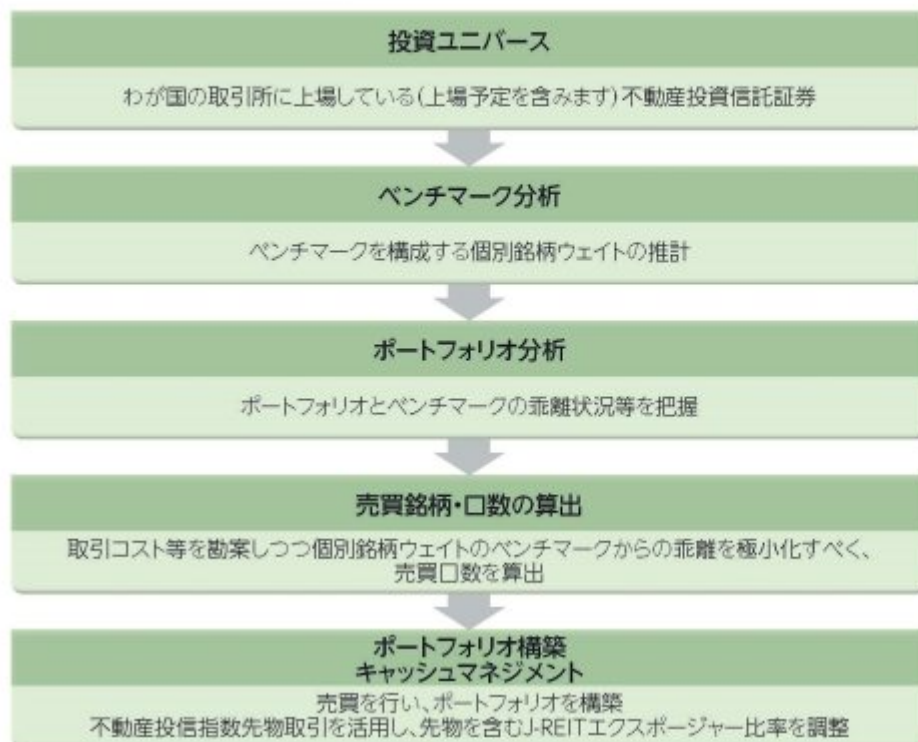 投資ユニバース
わが国の取引所に上場している(上場予定を含みます)不動産投資信託証券
ベンチマーク分析
ベンチマークを構成する個別銘柄ウェイトの推計
ポートフォリオ分析
ポートフォリオとベンチマークの乖離状況等を把握
売買銘柄・口数の算出
取引コスト等を勘案しつつ個別銘柄ウェイトのベンチマークからの乖離を極小化すべく、
売買口数を算出
ポートフォリオ構築
キャッシュマネジメント
売買を行い、ポートフォリオを構築
不動産投信指数先物取引を活用し、先物を含むJ-REITエクスポージャー比率を調整